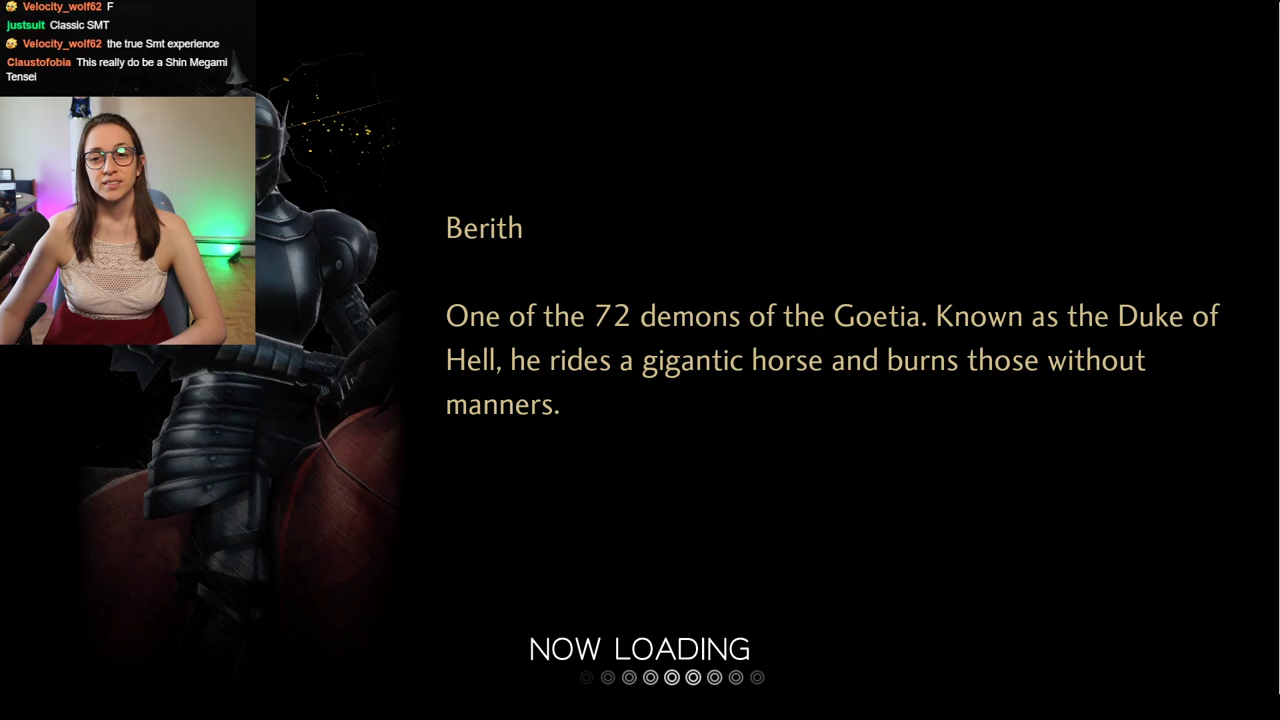 Velocity_wolf62 F
justsuit Classic SMT
Velocity_wolf62 the true Smt experience
Claustofobia This really do be a Shin Megami
Tensei
Berith
One of the 72 demons of the Goetia. Known as the Duke of
Hell, he rides a gigantic horse and burns those without
manners.
NOW LOADING